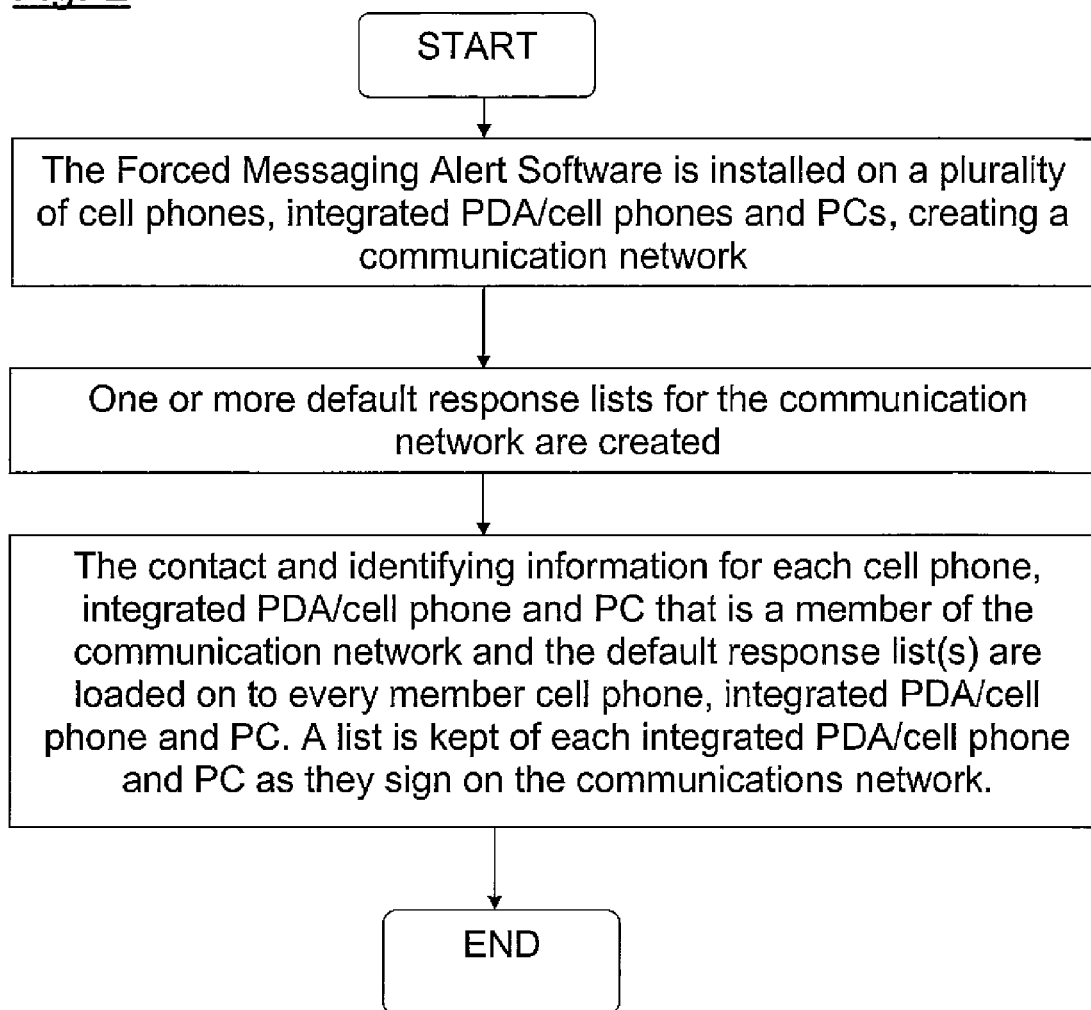 START
The Forced Messaging Alert Software is installed on a plurality
of cell phones, integrated PDA/cell phones and PCs, creating a
communication network
One or more default response lists for the communication
network are created
The contact and identifying information for each cell phone,
integrated PDA/cell phone and PC that is a member of the
communication network and the default response list(s) are
loaded on to every member cell phone, integrated PDA/cell
phone and PC. A list is kept of each integrated PDA/cell phone
and PC as they sign on the communications network.
END